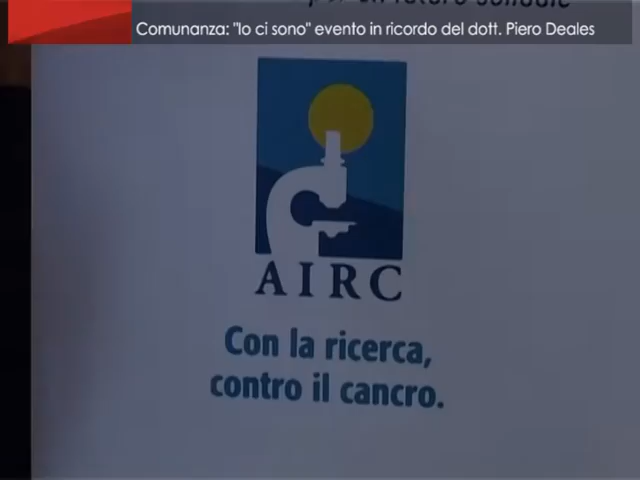 Comunanza: "Io ci sono" evento in ricordo del dott. Piero Deales
AIRC
Con la ricerca,
contro il cancro.